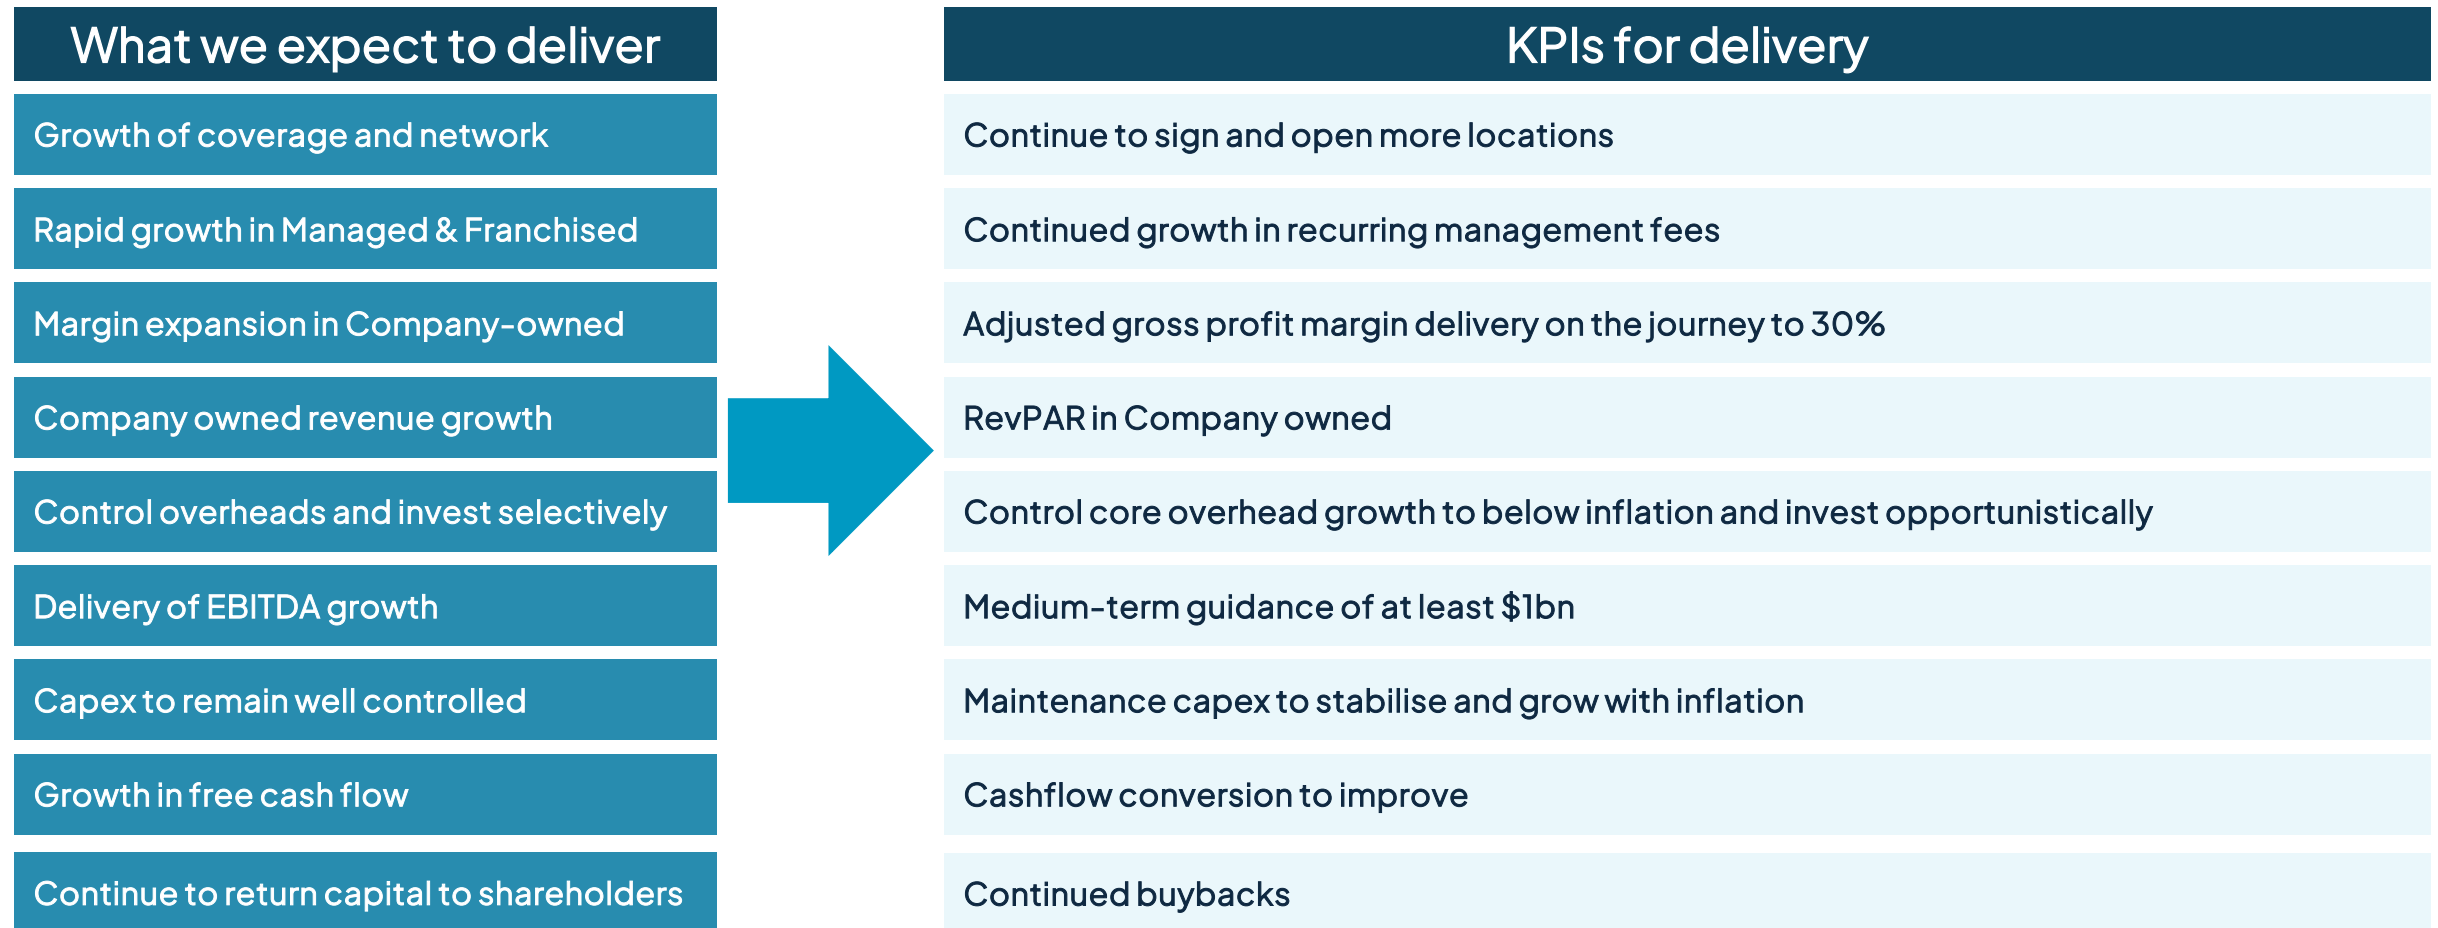 What we expect to deliver
KPIs for delivery
Growth of coverage and network
Continue to sign and open more locations
Rapid growth in Managed & Franchised
Continued growth in recurring management fees
Margin expansion in Company-owned
Adjusted gross profit margin delivery on the journey to 30%
Company owned revenue growth
RevPAR in Company owned
Control overheads and invest selectively
Control core overhead growth to below inflation and invest opportunistically
Delivery of EBITDA growth
Medium-term guidance of at least $1bn
Capex to remain well controlled
Maintenance capex to stabilise and grow with inflation
Growth in free cash flow
Cashflow conversion to improve
Continue to return capital to shareholders
Continued buybacks